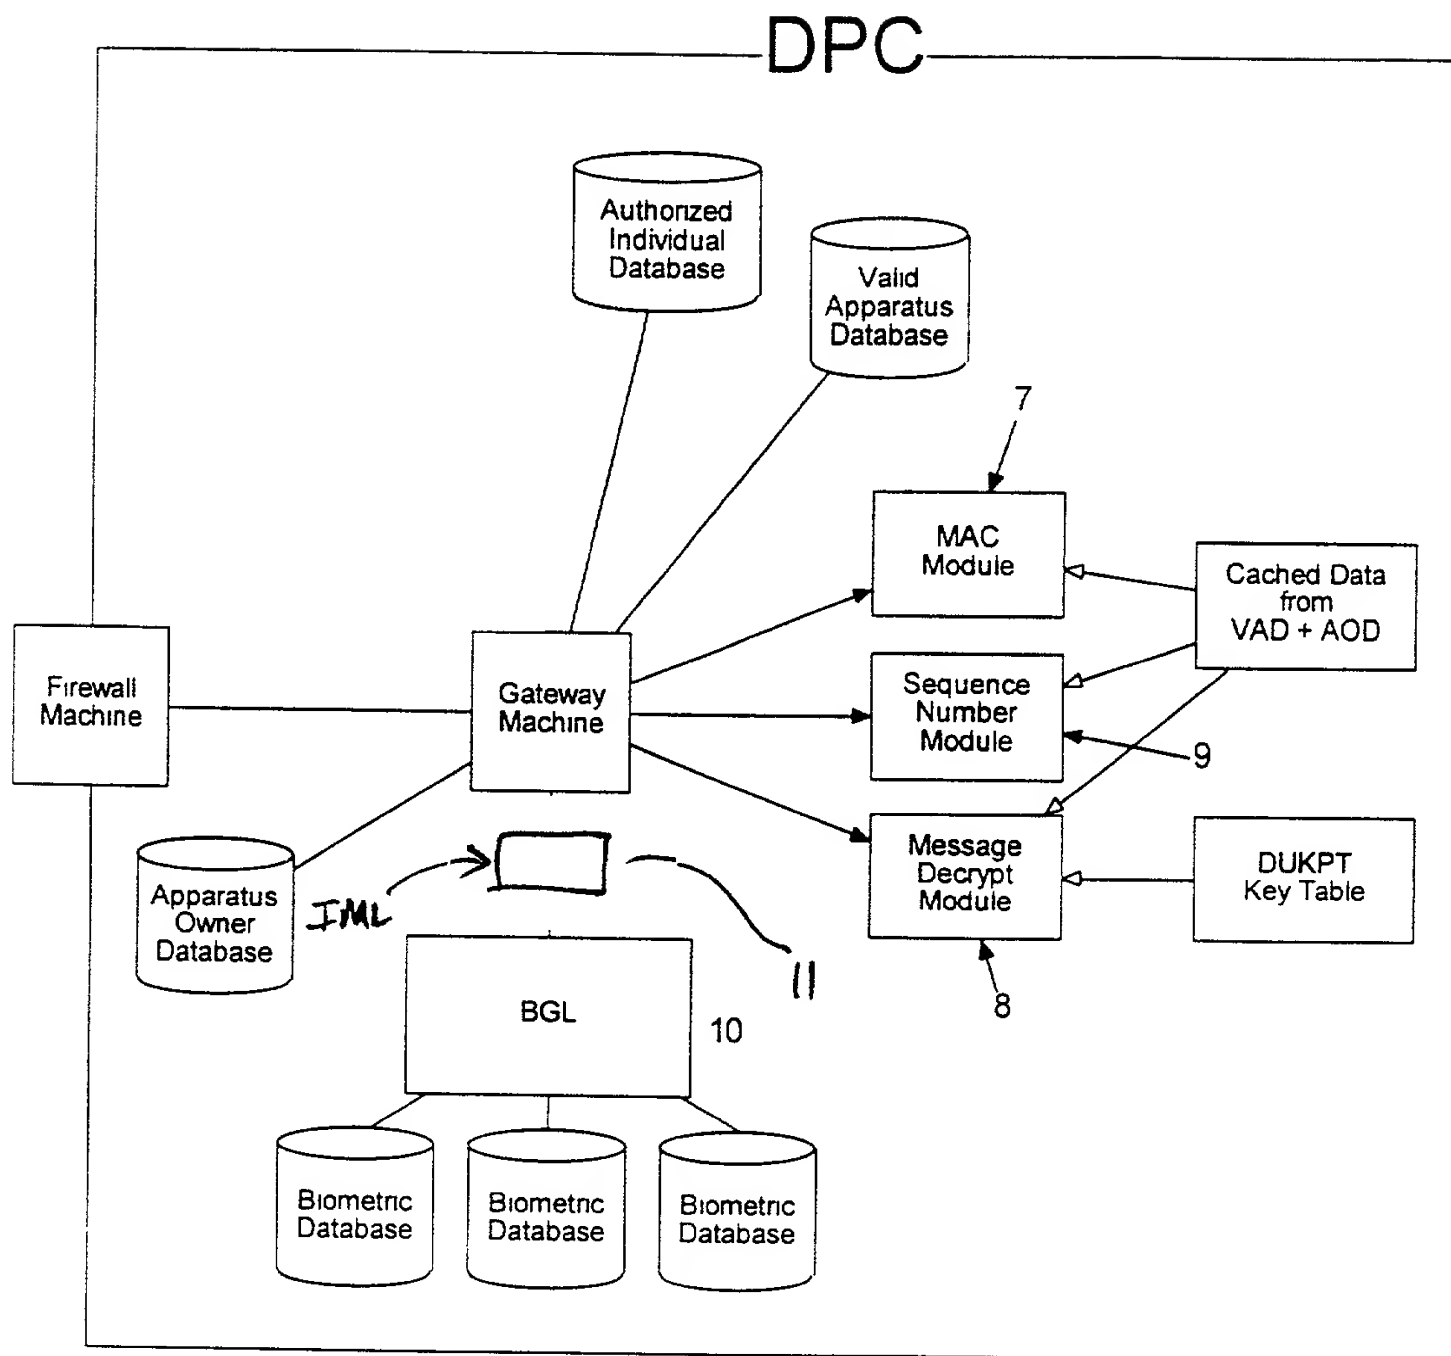 DPC
Authorized
Individual
Database
Valid
Apparatus
Database
7
MAC
Module
Cached Data
from
VAD + AOD
Firewall
Machine
Gateway
Machine
Sequence
Number
Module
9
Apparatus
Owner
Database
IML
Message
Decrypt
Module
DUKPT
Key Table
11
8
BGL
10
Biometric
Database
Biometric
Database
Biometric
Database